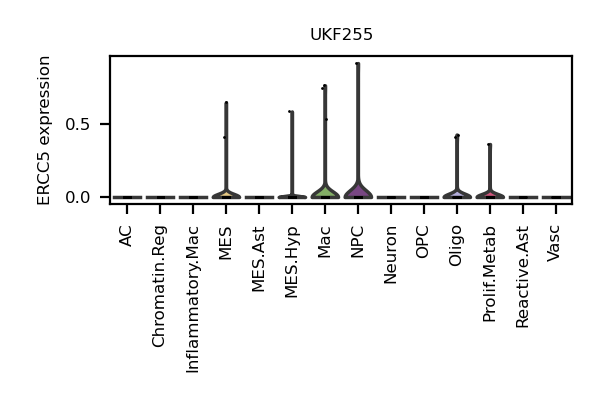 UKF255
ERCC5 expression
0.5
0.0
AC
Chromatin.Reg
Inflammatory.Mac
MES
MES.Ast
MES.Hyp
Mac
NPC
Neuron
OPC
Oligo
Prolif.Metab
Reactive.Ast
Vasc